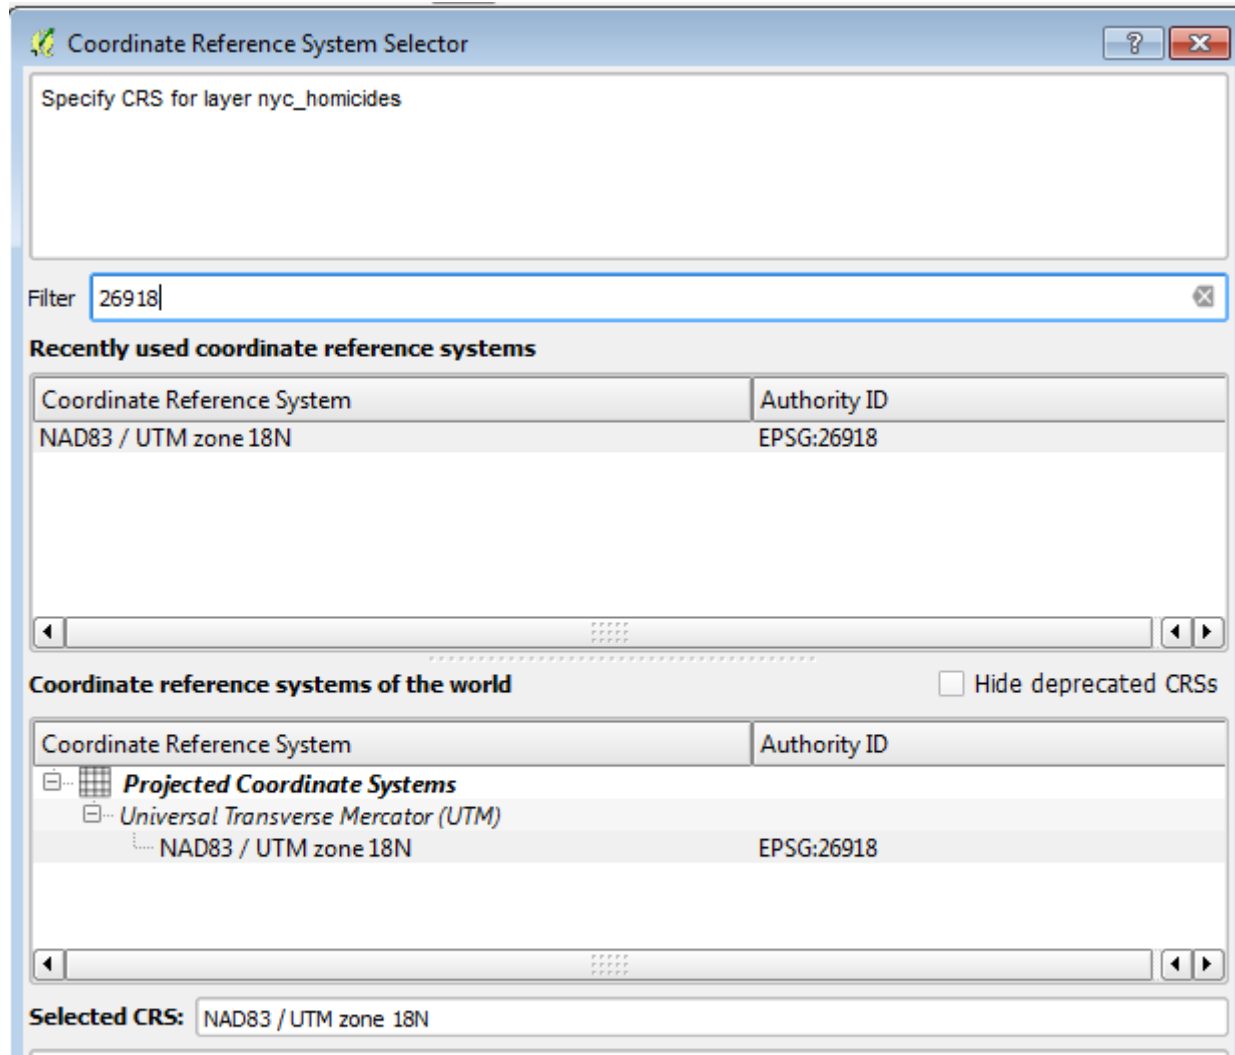 Coordinate Reference System Selector
Specify CRS for layer nyc_homicides
Filter 26918
Recently used coordinate reference systems
Coordinate Reference System Authority ID
NAD83 / UTM zone 18N EPSG:26918
Coordinate reference systems of the world Hide deprecated CRSs
Coordinate Reference System Authority ID
Projected Coordinate Systems
Universal Transverse Mercator (UTM)
NAD83 / UTM zone 18N EPSG:26918
Selected CRS: NAD83 / UTM zone 18N